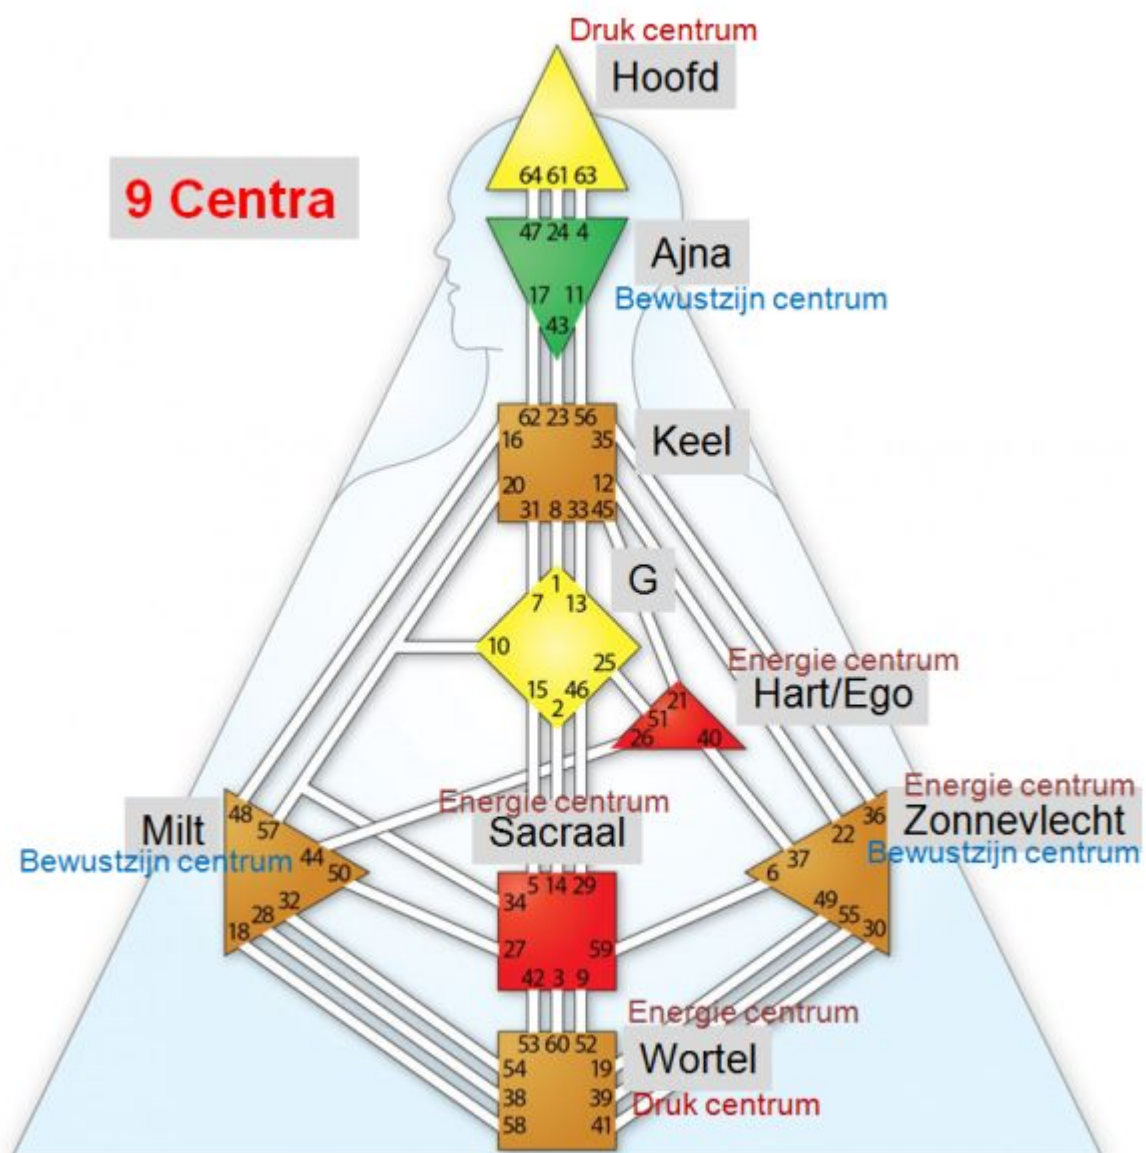 Druk centrum
Hoofd
64 61 63
9 Centra
47 24 4
Ajna
17 11
Bewustzijn centrum
43
62 23 56
16 35
Keel
20 12
31 8 33 45
G
1
7 13
10
25
Energie centrum
15 46
2
Hart/Ego
21
51
26 40
Energie centrum
48
36
Energie centrum
Milt
57
Sacraal
22
Zonnevlecht
Bewustzijn centrum
44
50
37
6
Bewustzijn centrum
5 14 29
34
32
28
18
49
55
30
27 59
42 3 9
Energie centrum
53 60 52
Wortel
54 19
38 39
Druk centrum
58 41